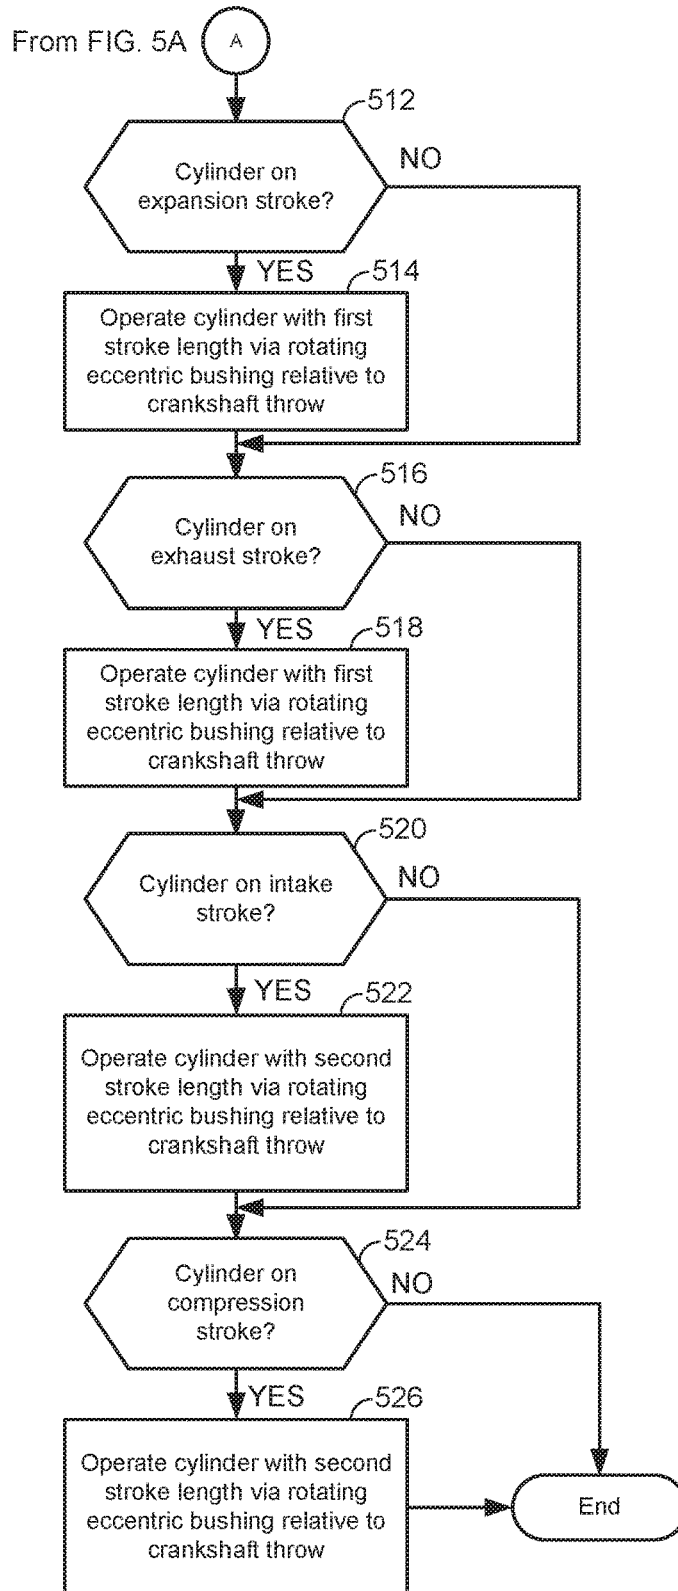 From FIG. 5A
A
512
Cylinder on
expansion stroke?
NO
YES
514
Operate cylinder with first
stroke length via rotating
eccentric bushing relative to
crankshaft throw
516
Cylinder on
exhaust stroke?
NO
YES
518
Operate cylinder with first
stroke length via rotating
eccentric bushing relative to
crankshaft throw
520
Cylinder on intake
stroke?
NO
YES
522
Operate cylinder with second
stroke length via rotating
eccentric bushing relative to
crankshaft throw
524
Cylinder on
compression
stroke?
NO
YES
526
Operate cylinder with second
stroke length via rotating
eccentric bushing relative to
crankshaft throw
End